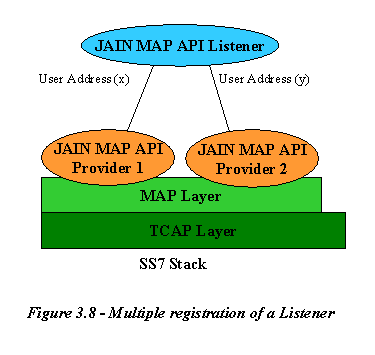 JAIN MAP API Listener
User Address (x)
User Address (y)
JAIN MAP API
Provider 1
JAIN MAP API
Provider 2
MAP Layer
TCAP Layer
SS7 Stack
Figure 3.8 - Multiple registration of a Listener